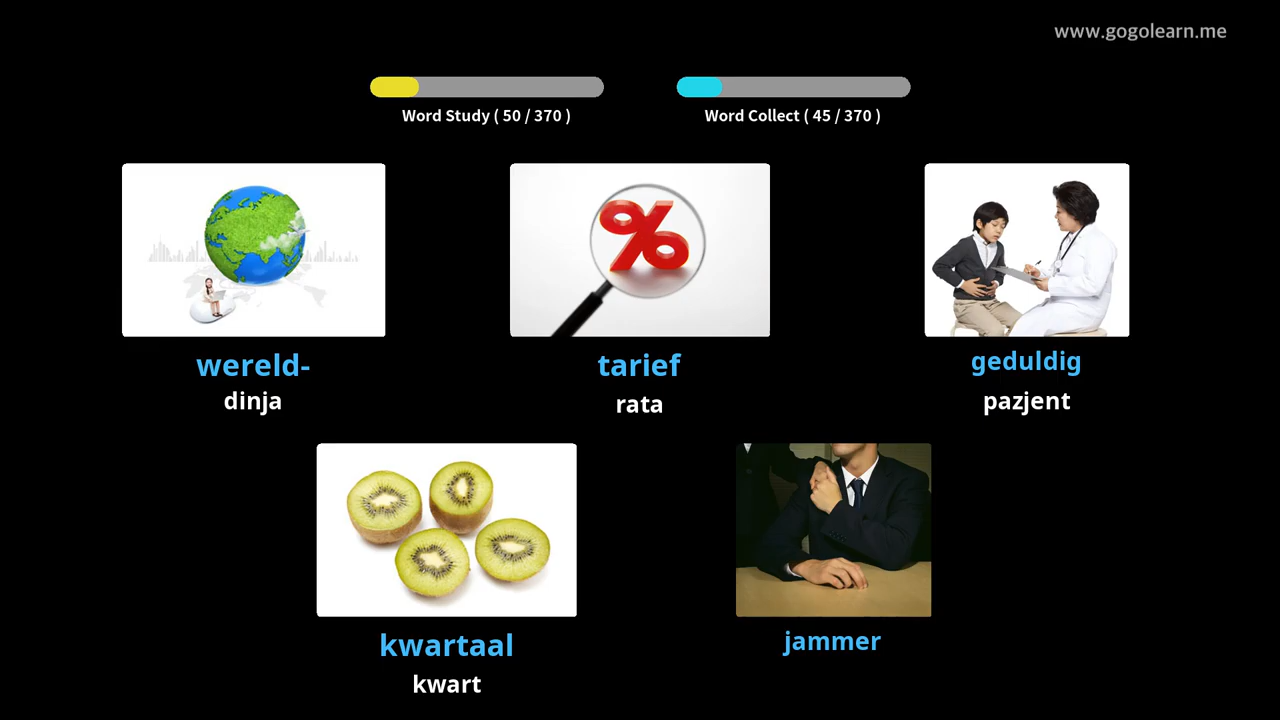 www.gogolearn.me
Word Study ( 50 / 370 )
Word Collect ( 45 / 370 )
wereld-
dinja
tarief
rata
geduldig
pazjent
kwartaal
kwart
jammer